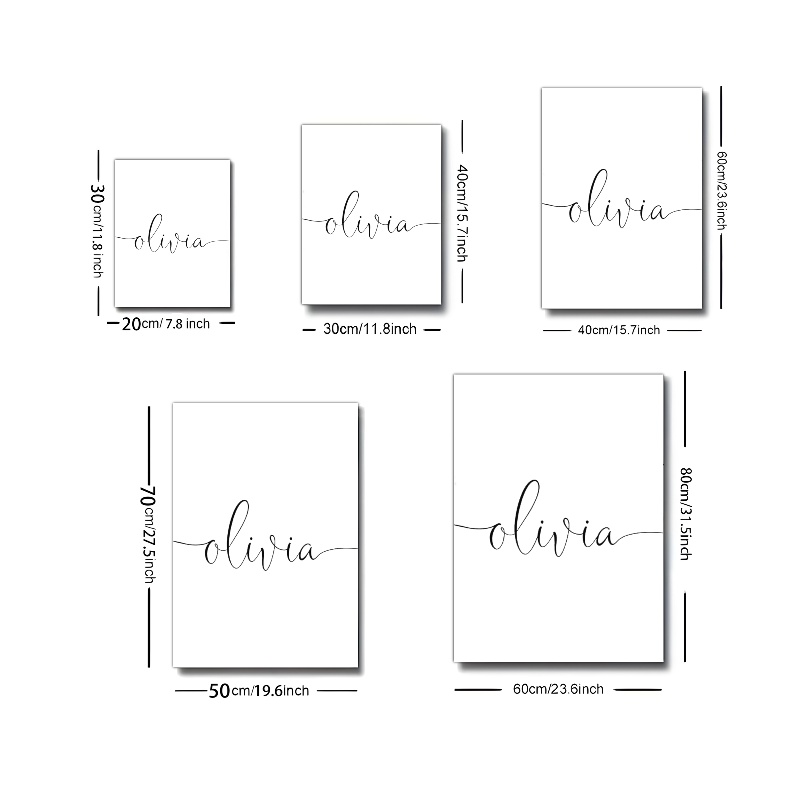 olivia
30cm/11.8 inch
20cm/ 7.8 inch
olivia
40cm/15.7inch
30cm/11.8inch
olivia
60cm/23.6inch
40cm/15.7inch
olivia
70cm/27.5inch
50cm/19.6inch
olivia
80cm/31.5inch
60cm/23.6inch